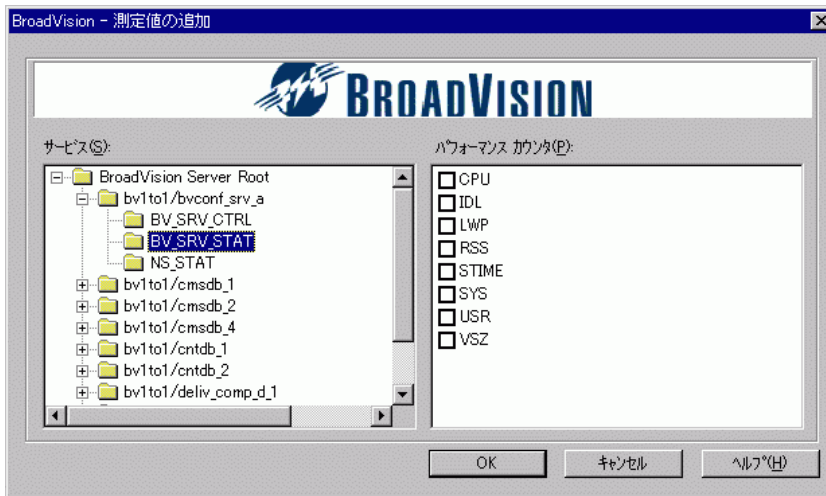 BroadVision - 測定値の追加
BROADVISION
サービス(S):
BroadVision Server Root
bv1to1/bvconf_srv_a
BV_SRV_CTRL
BV_SRV_STAT
NS_STAT
bv1to1/cmsdb_1
bv1to1/cmsdb_2
bv1to1/cmsdb_4
bv1to1/cntdb_1
bv1to1/cntdb_2
bv1to1/deliv_comp_d_1
パフォーマンス カウンタ(P):
CPU
IDL
LWP
RSS
STIME
SYS
USR
VSZ
OK
キャンセル
ヘルプ(H)